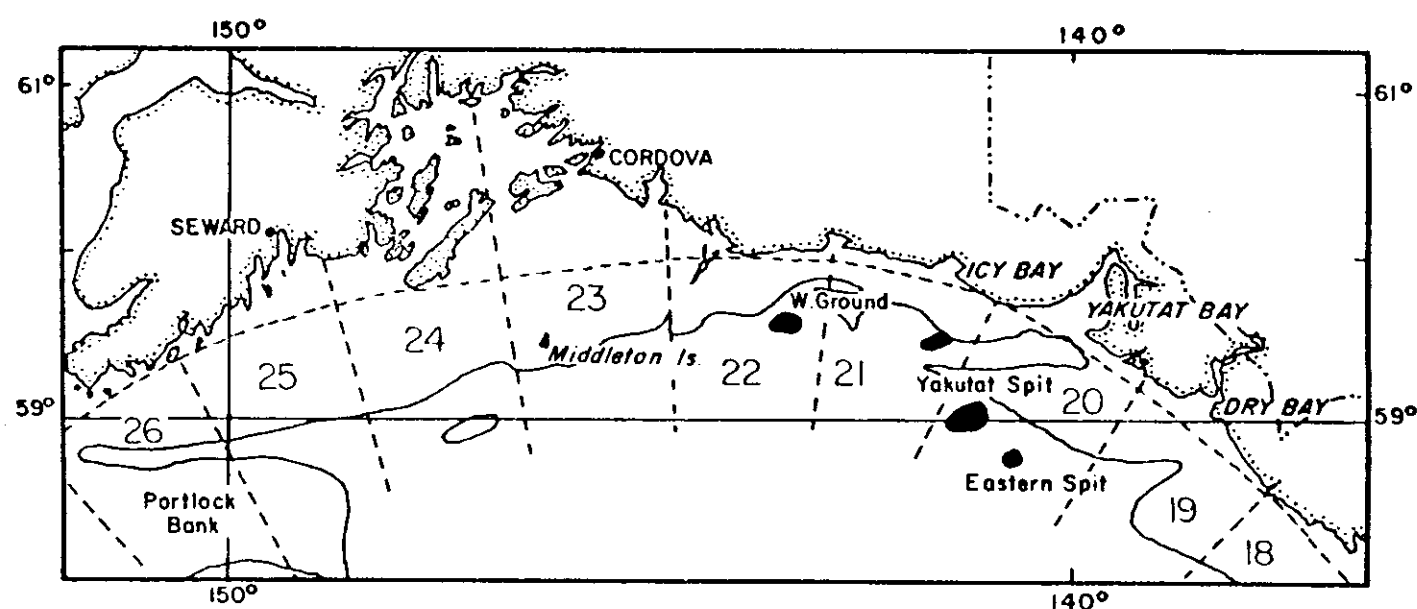 150°
140°
61°
61°
CORDOVA
SEWARD
ICY BAY
23
W. Ground
YAKUTAT BAY
24
Middleton Is.
22
21
25
Yakutat Spit
20
59°
DRY BAY
59°
26
Eastern Spit
Portlock
Bank
19
18
150°
140°